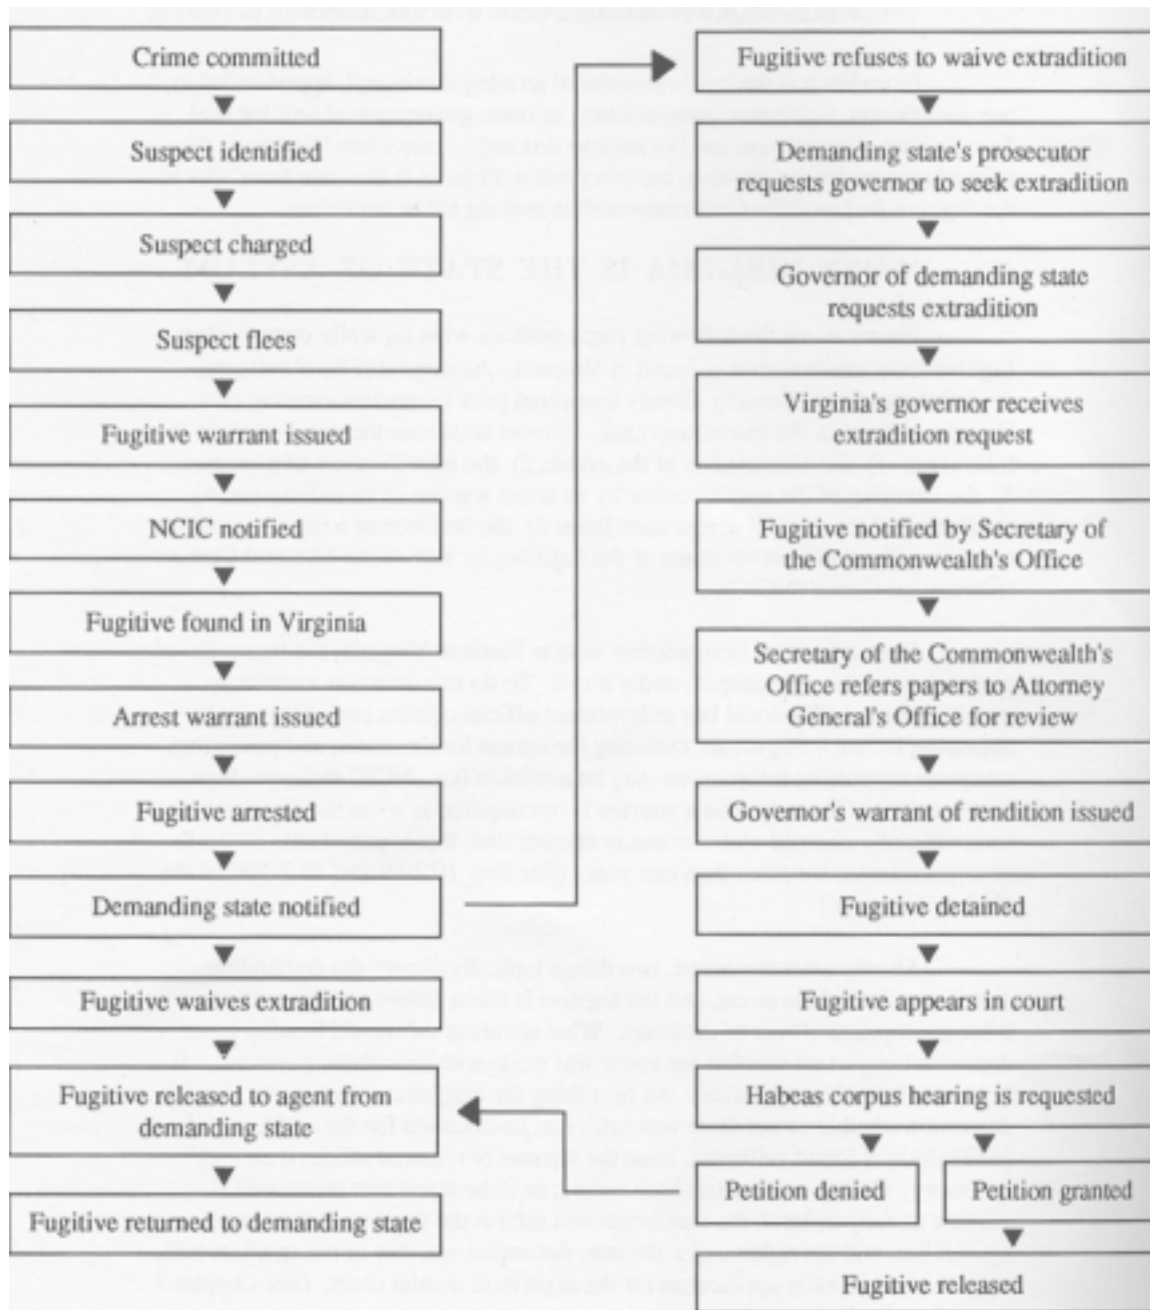 Crime committed
Suspect identified
Suspect charged
Suspect flees
Fugitive warrant issued
NCIC notified
Fugitive found in Virginia
Arrest warrant issued
Fugitive arrested
Demanding state notified
Fugitive waives extradition
Fugitive released to agent from
demanding state
Fugitive returned to demanding state
Fugitive refuses to waive extradition
Demanding state's prosecutor
requests governor to seek extradition
Governor of demanding state
requests extradition
Virginia's governor receives
extradition request
Fugitive notified by Secretary of
the Commonwealth's Office
Secretary of the Commonwealth's
Office refers papers to Attorney
General's Office for review
Governor's warrant of rendition issued
Fugitive detained
Fugitive appears in court
Habeas corpus hearing is requested
Petition denied
Petition granted
Fugitive released